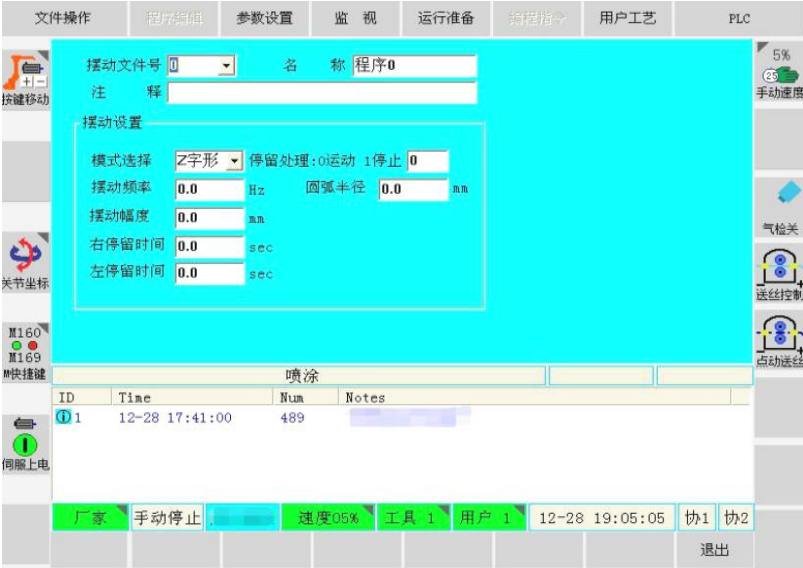 文件操作 程序编辑 参数设置 监 视 运行准备 编程指令 用户工艺 PLC
按键移动
5%
25
手动速度
摆动文件号 0 名 称 程序0
注 释
摆动设置
模式选择 Z字形 停留处理:0运动 1停止 0
摆动频率 0.0 Hz 圆弧半径 0.0 mm
摆动幅度 0.0 mm
右停留时间 0.0 sec
左停留时间 0.0 sec
气检关
关节坐标
送丝控制
M160
M169
M快捷键
点动送丝
喷涂
ID Time Num Notes
1 12-28 17:41:00 489
伺服上电
厂家 手动停止 速度05% 工具 1 用户 1 12-28 19:05:05 协1 协2
退出